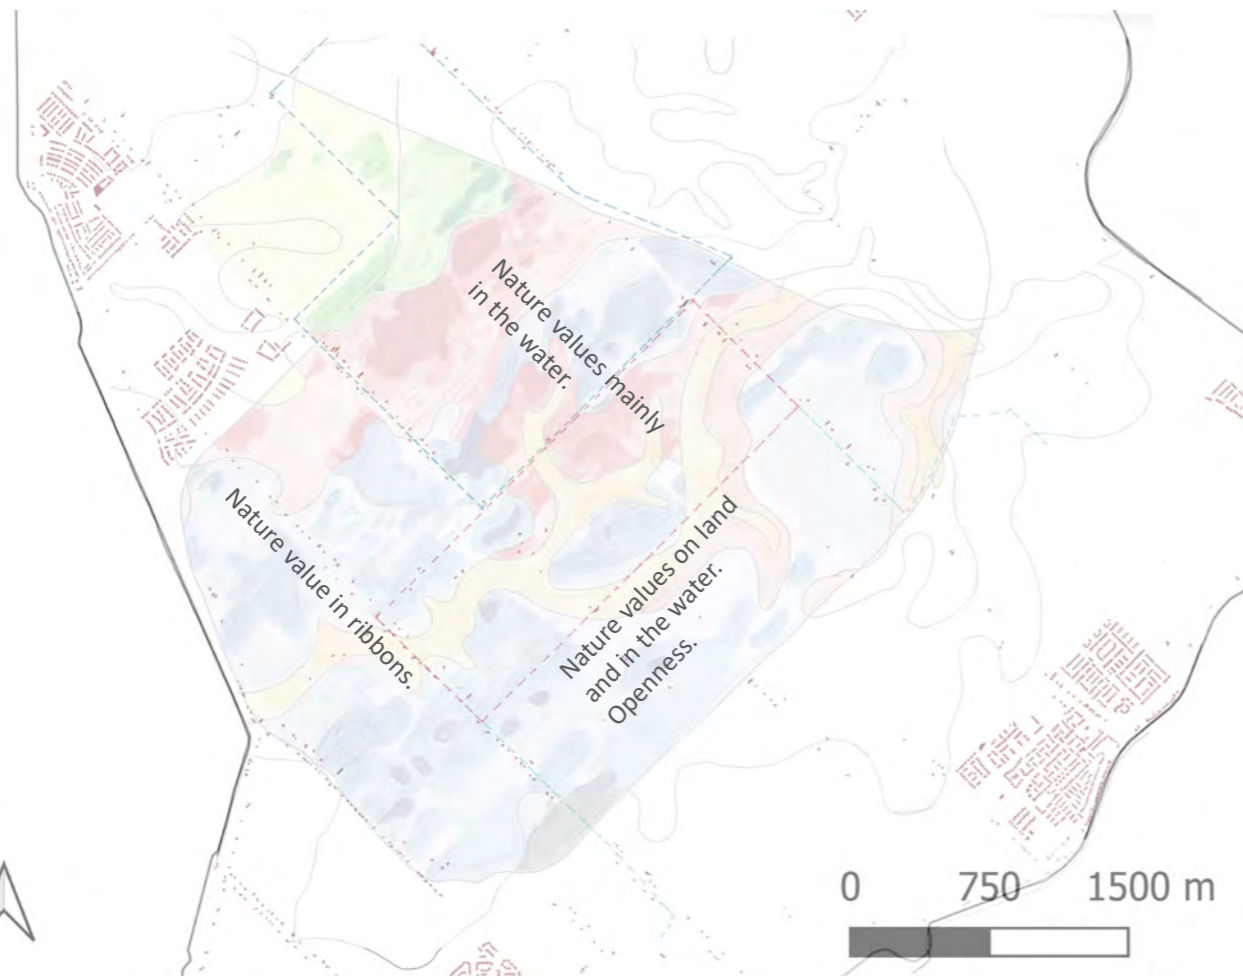 Nature values mainly
in the water.
Nature value in ribbons.
Nature values on land
and in the water.
Openness.
0 750 1500 m